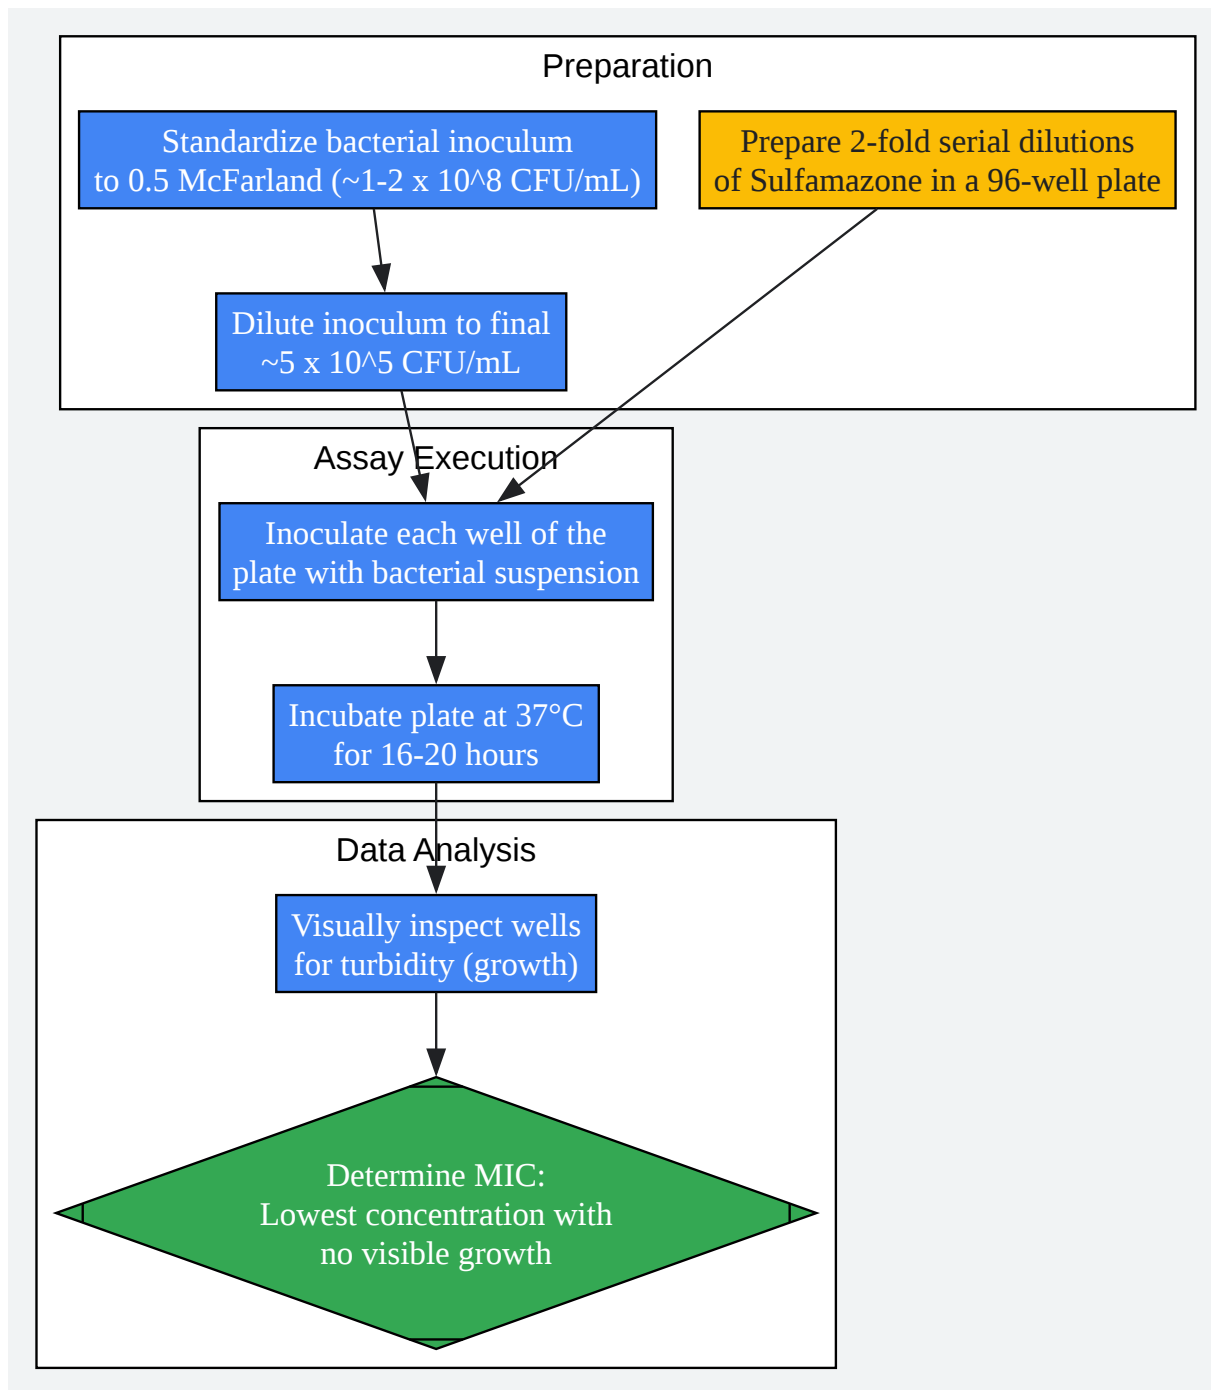 Preparation
Standardize bacterial inoculum
to 0.5 McFarland (~1-2 x 10^8 CFU/mL)
Prepare 2-fold serial dilutions
of Sulfamazone in a 96-well plate
Dilute inoculum to final
~5 x 10^5 CFU/mL
Assay Execution
Inoculate each well of the
plate with bacterial suspension
Incubate plate at 37°C
for 16-20 hours
Data Analysis
Visually inspect wells
for turbidity (growth)
Determine MIC:
Lowest concentration with
no visible growth